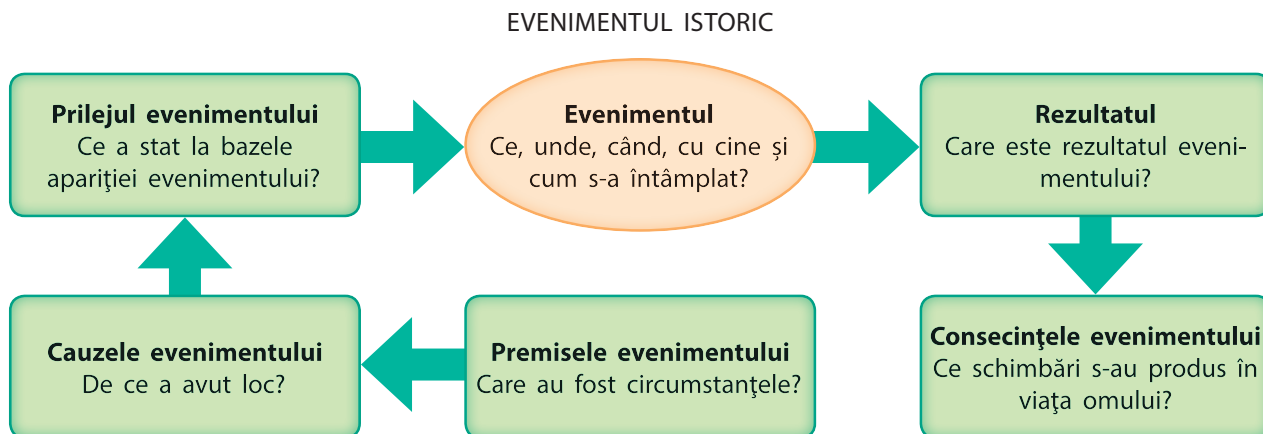 EVENIMENTUL ISTORIC
Prilejul evenimentului
Ce a stat la bazele
apariţiei evenimentului?
Evenimentul
Ce, unde, când, cu cine și
cum s-a întâmplat?
Rezultatul
Care este rezultatul eveni-
mentului?
Cauzele evenimentului
De ce a avut loc?
Premisele evenimentului
Care au fost circumstanţele?
Consecinţele evenimentului
Ce schimbări s-au produs în
viaţa omului?